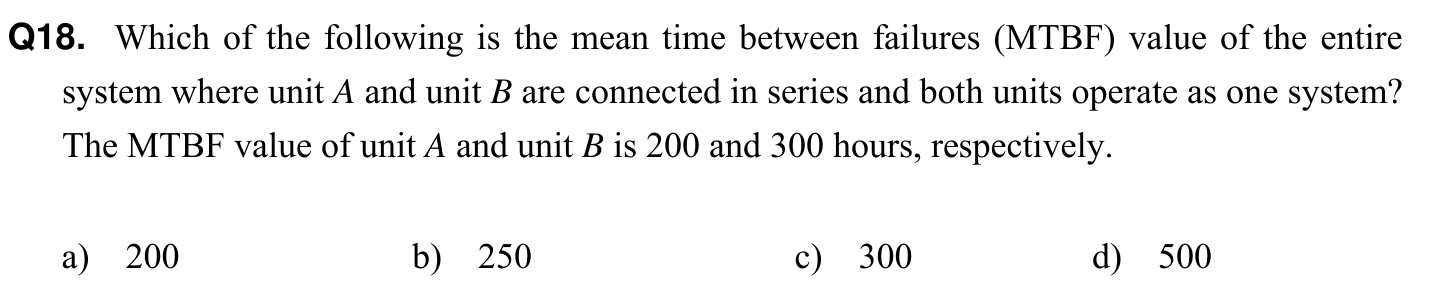 Q18. Which of the following is the mean time between failures (MTBF) value of the entire
system where unit A and unit B are connected in series and both units operate as one system?
The MTBF value of unit A and unit B is 200 and 300 hours, respectively.
a) 200 b) 250 c) 300 d) 500